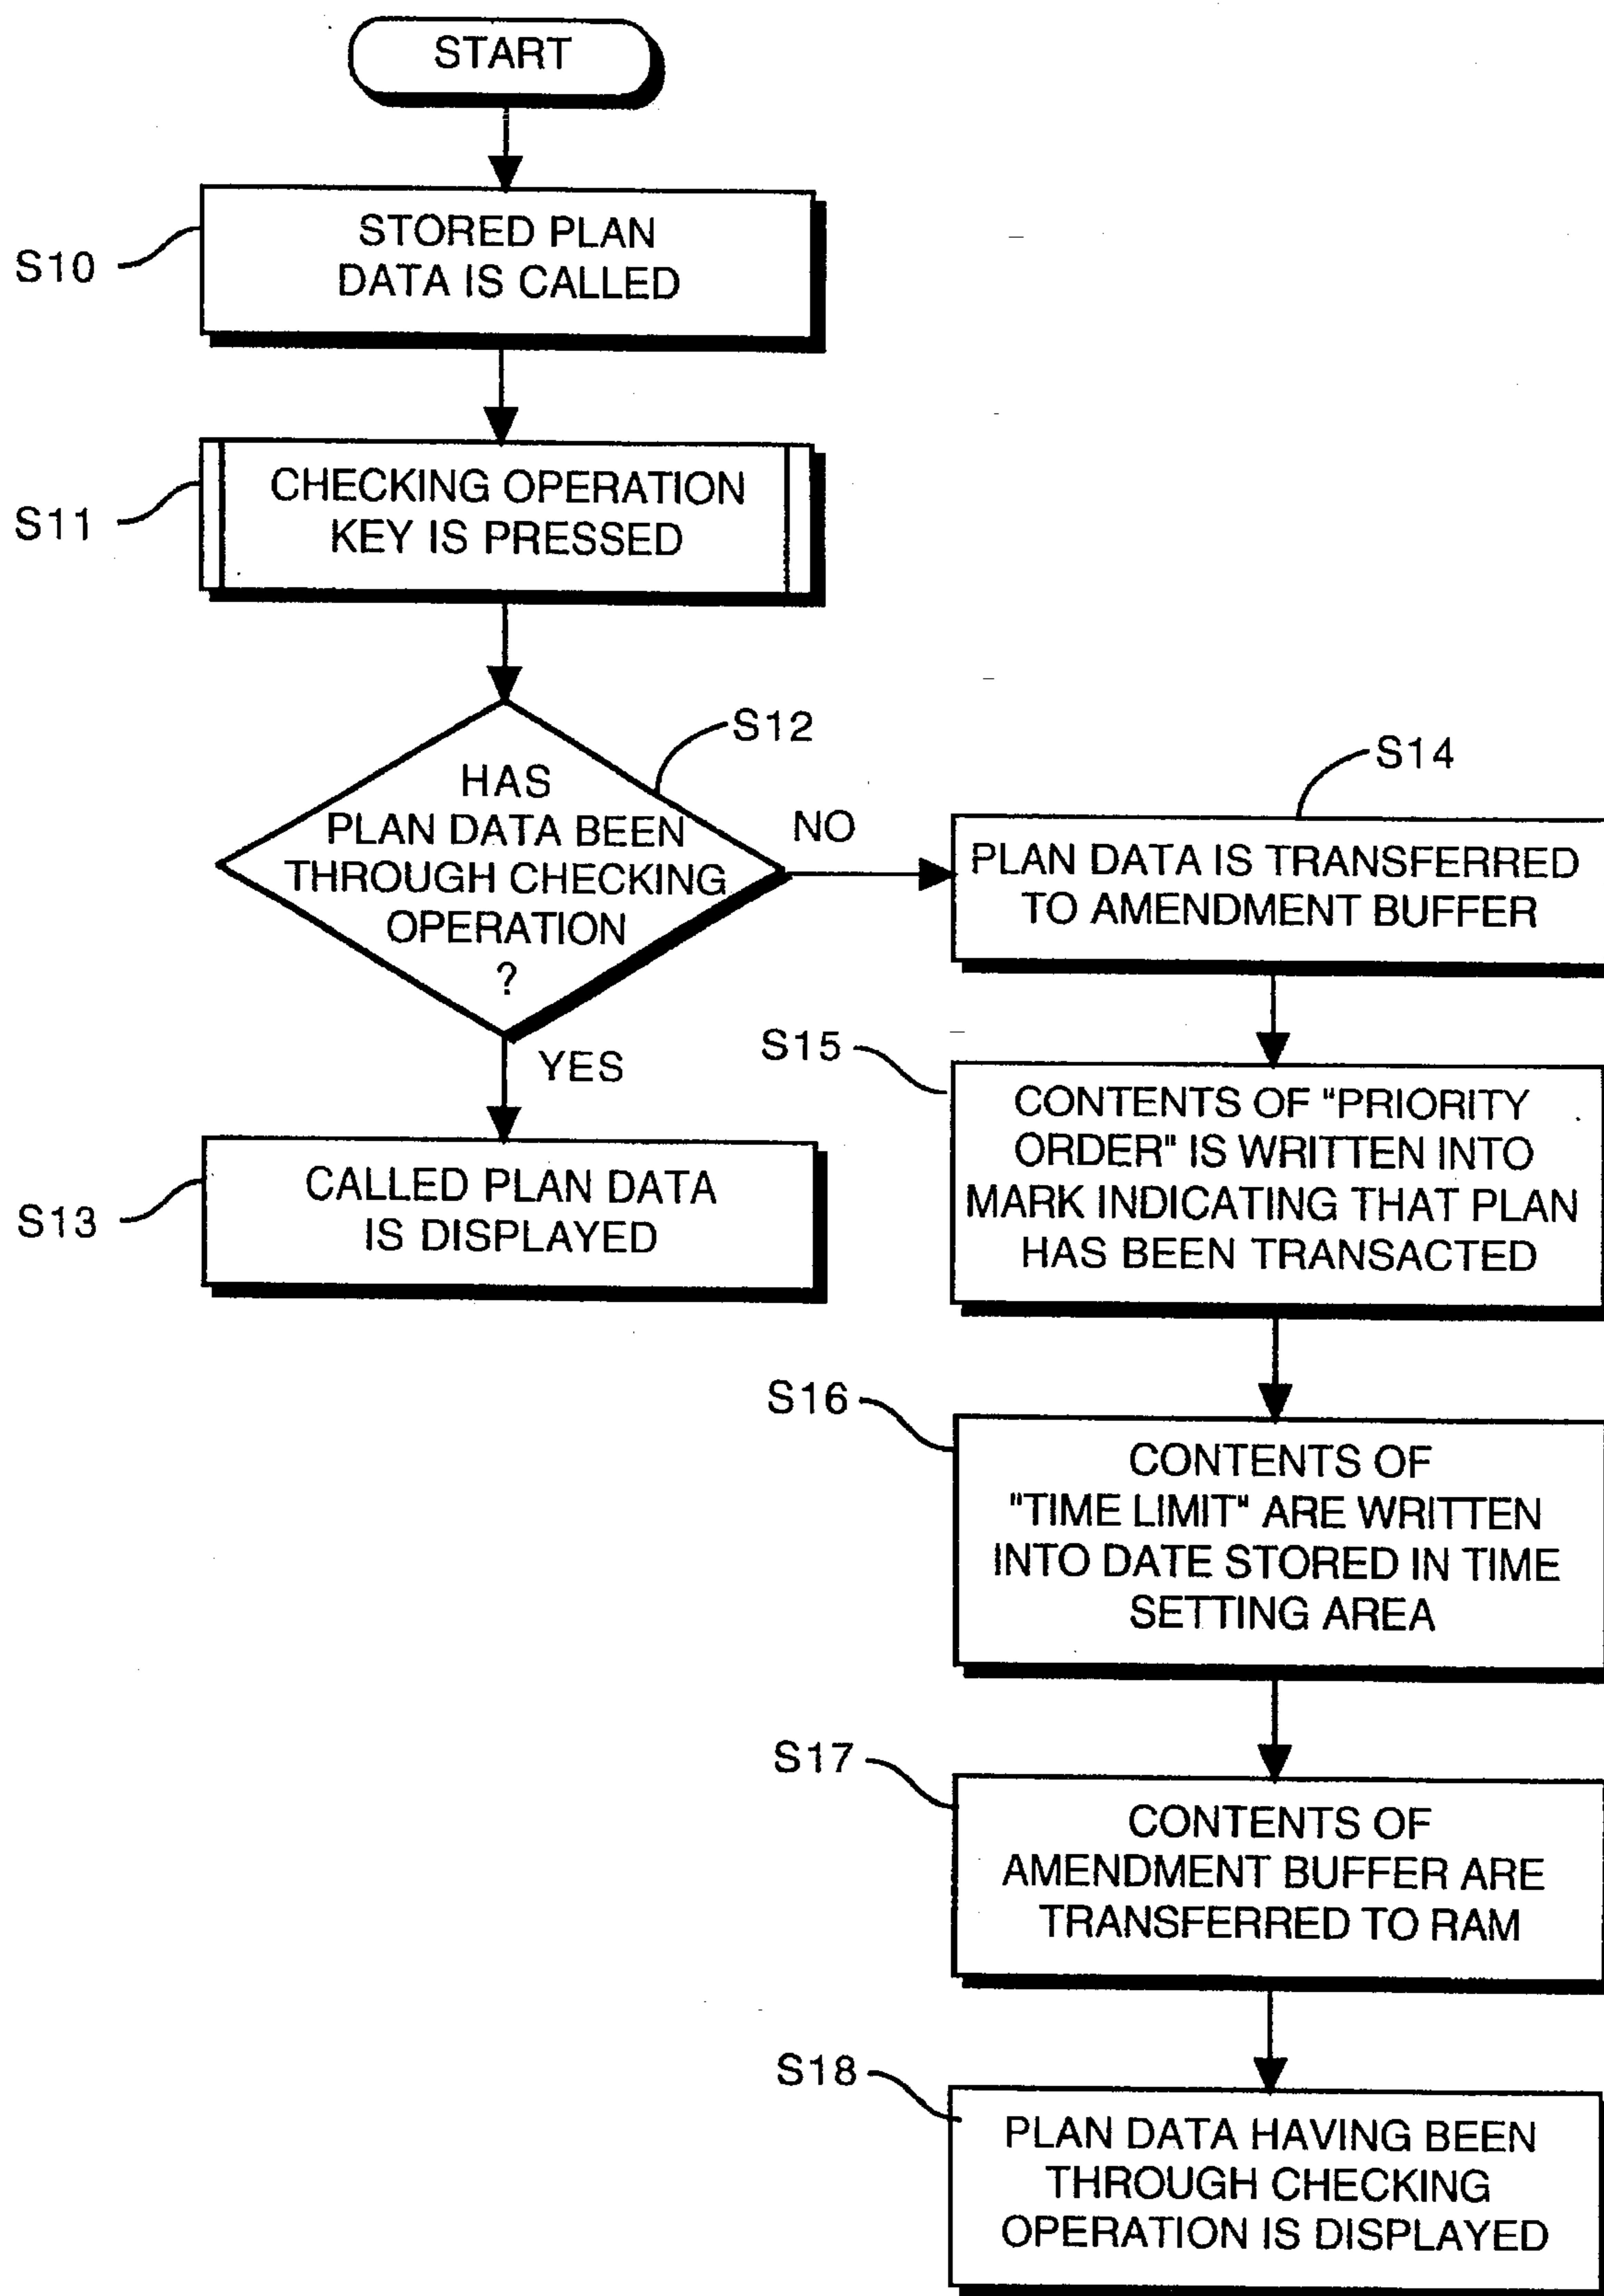 START
S10
STORED PLAN
DATA IS CALLED
S11
CHECKING OPERATION
KEY IS PRESSED
S12
HAS
PLAN DATA BEEN
THROUGH CHECKING
OPERATION
?
NO
YES
S13
CALLED PLAN DATA
IS DISPLAYED
S14
PLAN DATA IS TRANSFERRED
TO AMENDMENT BUFFER
S15
CONTENTS OF "PRIORITY
ORDER" IS WRITTEN INTO
MARK INDICATING THAT PLAN
HAS BEEN TRANSACTED
S16
CONTENTS OF
"TIME LIMIT" ARE WRITTEN
INTO DATE STORED IN TIME
SETTING AREA
S17
CONTENTS OF
AMENDMENT BUFFER ARE
TRANSFERRED TO RAM
S18
PLAN DATA HAVING BEEN
THROUGH CHECKING
OPERATION IS DISPLAYED